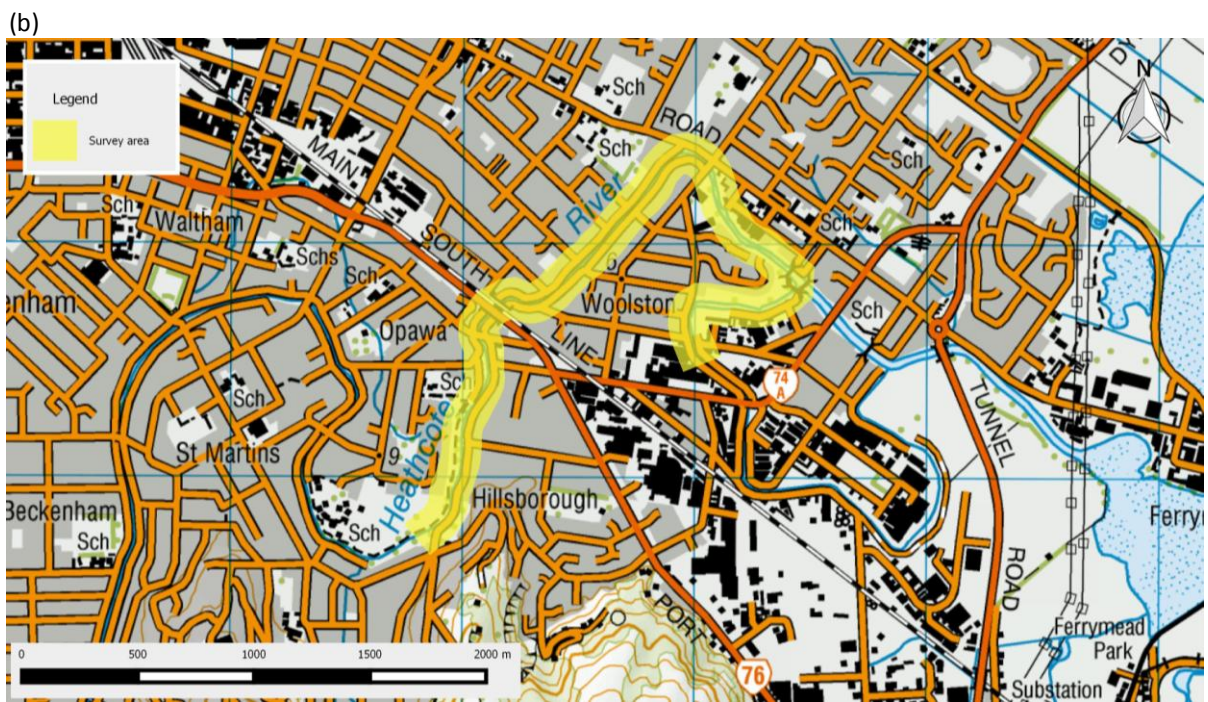 (b)
Legend
Survey area
N
MAIN
SOUTH
LINE
ROAD
Sch
Sch
Sch
River
Sch
Waltham
Schs
Sch
Sch
enham
Opawa
6
Woolston
Sch
Sch
74
A
TUNNEL
ROAD
Sch
St Martins
9
Heathcote
Hillsborough
Sch
Beckenham
Sch
Ferry
PORT
76
Ferrymead
Park
Substation
0 500 1000 1500 2000 m